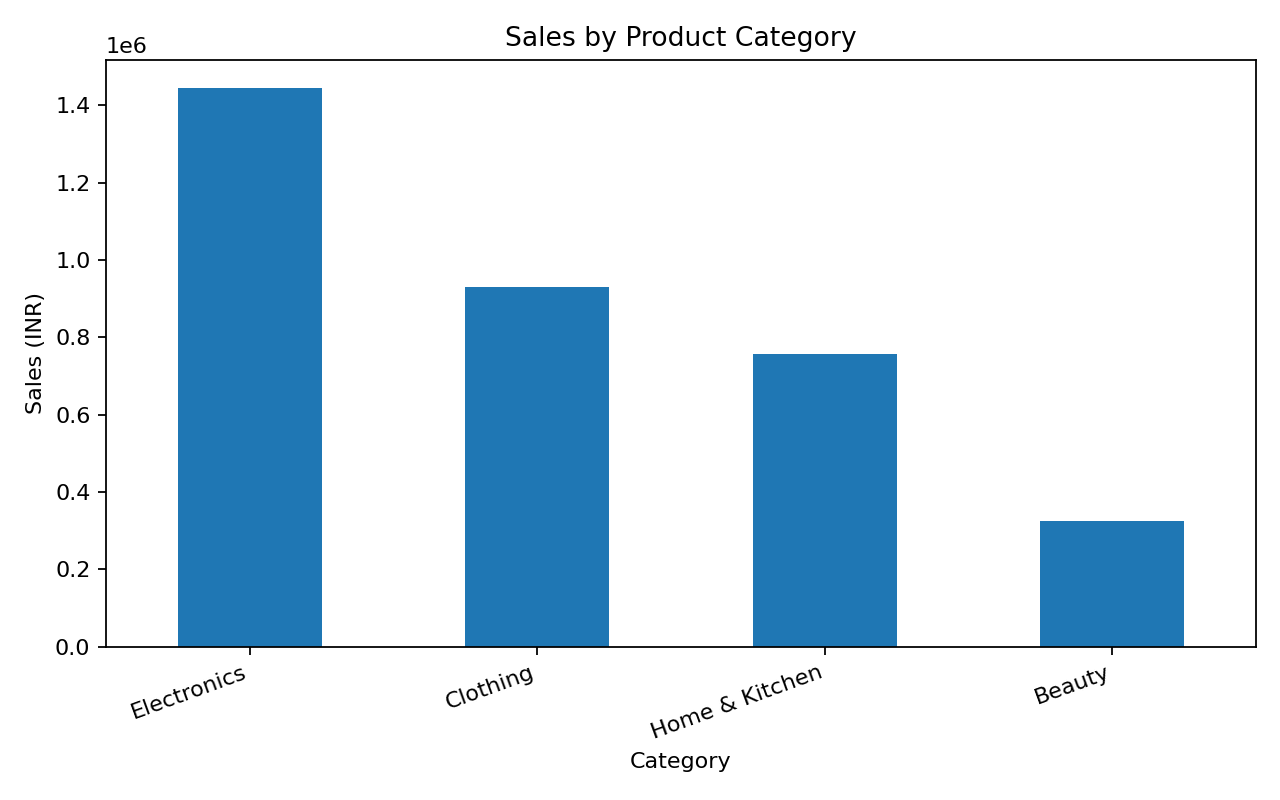 Sales by Product Category
1e6
1.4
1.2
1.0
0.8
0.6
0.4
0.2
0.0
Sales (INR)
Electronics
Clothing
Home & Kitchen
Beauty
Category